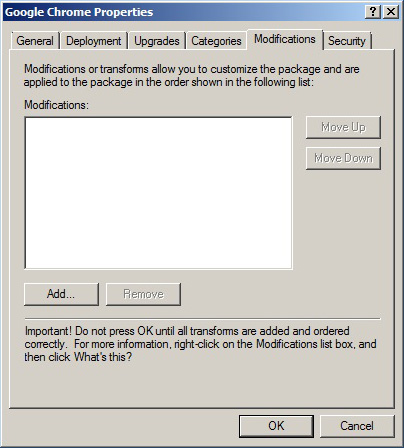 Google Chrome Properties
General Deployment Upgrades Categories Modifications Security
Modifications or transforms allow you to customize the package and are
applied to the package in the order shown in the following list:
Modifications:
Move Up
Move Down
Add... Remove
Important! Do not press OK until all transforms are added and ordered
correctly. For more information, right-click on the Modifications list box, and
then click What's this?
OK Cancel